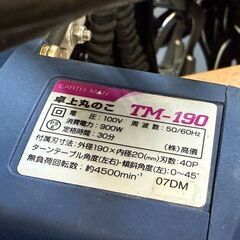 EARTH MAN
卓上丸のこ TM-190
電圧:100V 周波数:50/60Hz
消費電力:900W
定格時間:30分 (株)高儀
付属刃寸法:外径190×内径20(mm)刃数:40P
ターンテーブル角度(左右)・傾斜角度(左):0~45°
無負荷回転数:約4500min⁻¹ 07DM